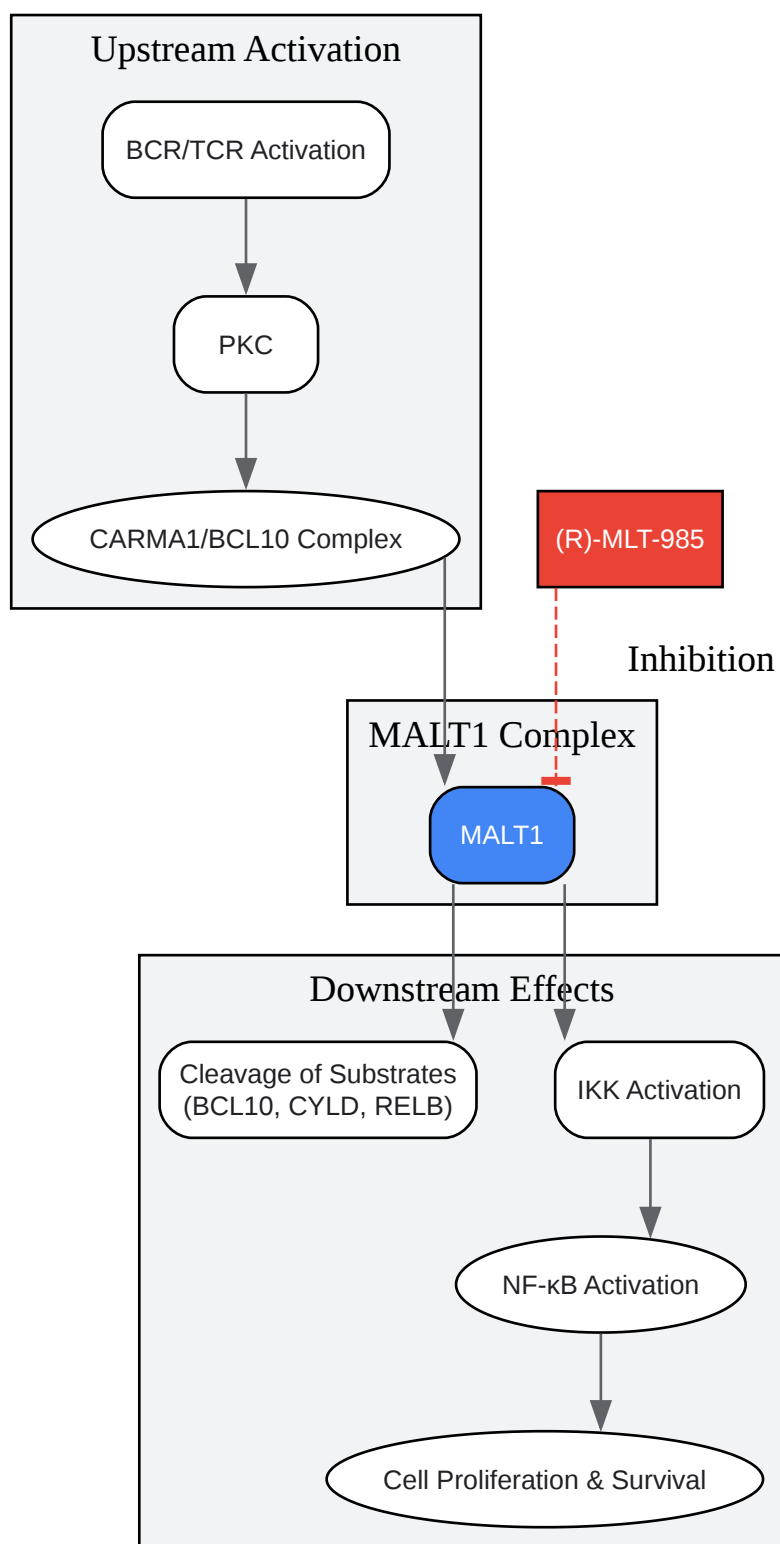 Upstream Activation
BCR/TCR Activation
PKC
CARMA1/BCL10 Complex
(R)-MLT-985
Inhibition
MALT1 Complex
MALT1
Downstream Effects
Cleavage of Substrates
(BCL10, CYLD, RELB)
IKK Activation
NF-κB Activation
Cell Proliferation & Survival